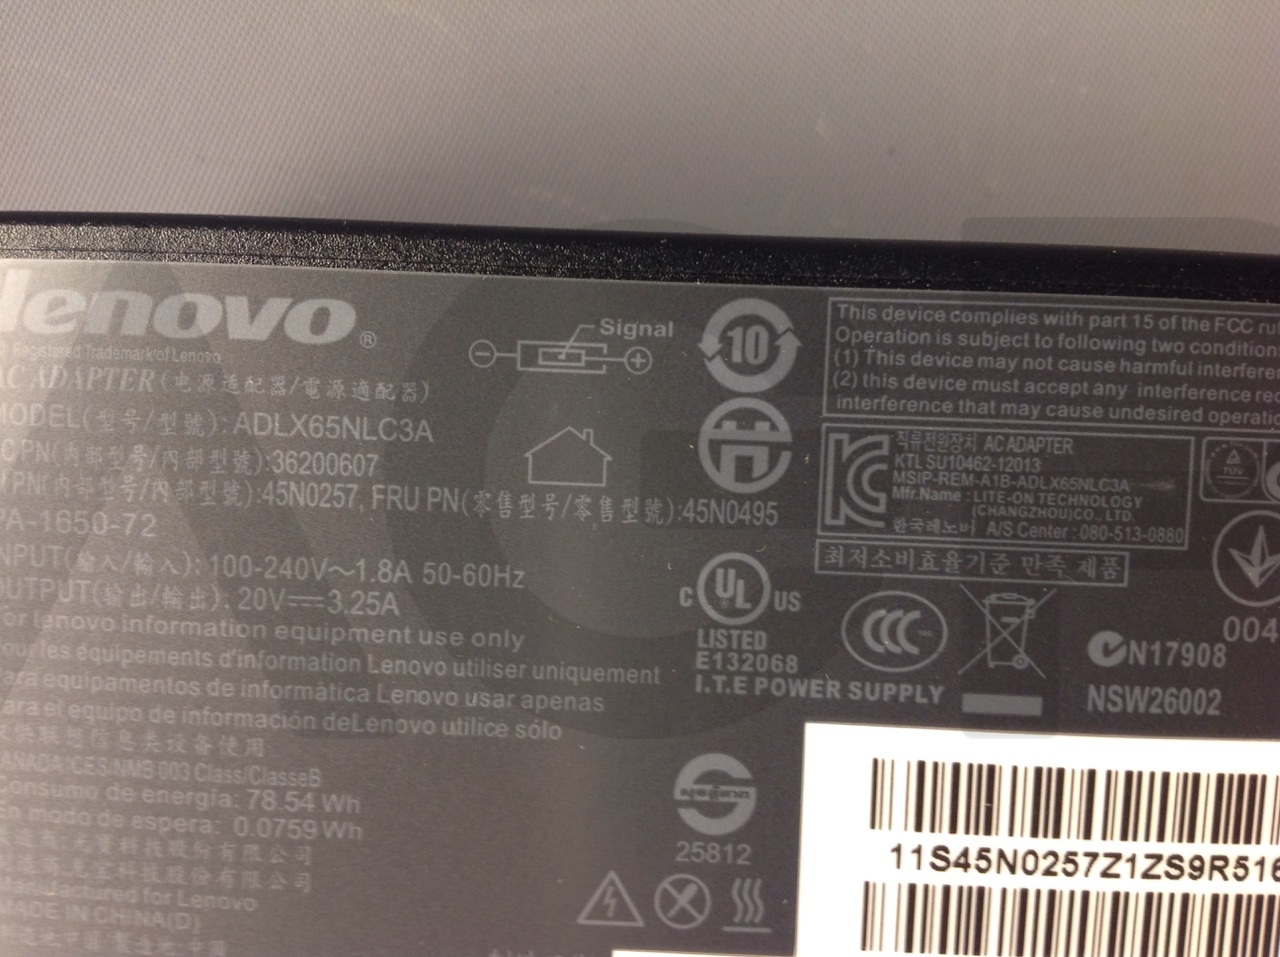 lenovo®
Registered Trademark of Lenovo
AC ADAPTER(电源适配器/電源適配器)
MODEL(型号/型號): ADLX65NLC3A
PN(内部型号/內部型號):36200607
PN(内部型号/內部型號):45N0257, FRU PN(零售型号/零售型號):45N0495
PA-1650-72
INPUT(输入/輸入): 100-240V～1.8A 50-60Hz
OUTPUT(输出/輸出): 20V⎓3.25A
For lenovo information equipment use only
Pour les équipements d'information Lenovo utiliser uniquement
Para equipamentos de informática Lenovo usar apenas
Para el equipo de información deLenovo utilice sólo
CANADA ICES/NMB 003 Class/ClasseB
Consumo de energía: 78.54 Wh
En modo de espera: 0.0759 Wh
Manufactured for Lenovo
MADE IN CHINA(D)
Signal
10
UL
C US
LISTED
E132068
I.T.E POWER SUPPLY
25812
This device complies with part 15 of the FCC ru
Operation is subject to following two condition
(1) This device may not cause harmful interfere
(2) this device must accept any interference rec
interference that may cause undesired operatio
직류전원장치 AC ADAPTER
KTL SU10462-12013
MSIP-REM-A1B-ADLX65NLC3A
Mfr.Name : LITE-ON TECHNOLOGY
(CHANGZHOU)CO., LTD.
한국레노버 A/S Center : 080-513-0880
최저소비효율기준 만족 제품
TÜV
004
N17908
NSW26002
11S45N0257Z1ZS9R516